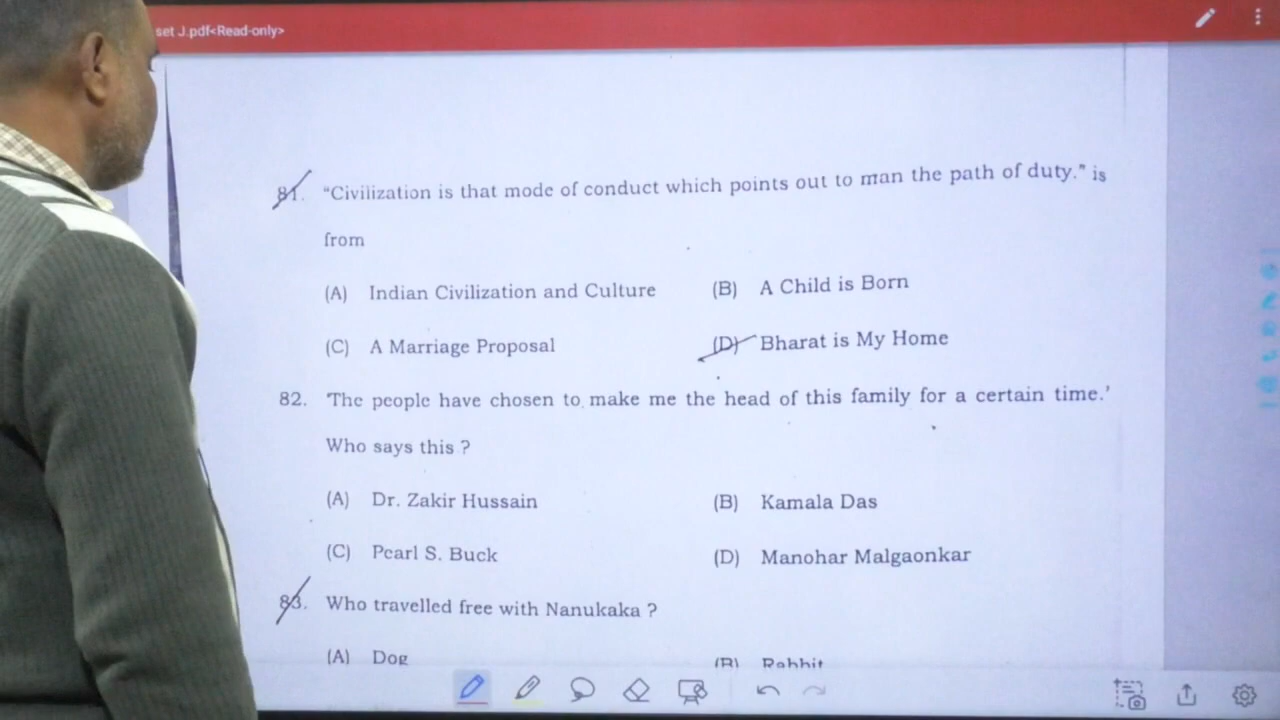 set J.pdf<Read-only>
81. “Civilization is that mode of conduct which points out to man the path of duty.” is
from
(A) Indian Civilization and Culture (B) A Child is Born
(C) A Marriage Proposal (D) Bharat is My Home
82. 'The people have chosen to make me the head of this family for a certain time.'
Who says this ?
(A) Dr. Zakir Hussain (B) Kamala Das
(C) Pearl S. Buck (D) Manohar Malgaonkar
83. Who travelled free with Nanukaka ?
(A) Dog (B) Rabbit